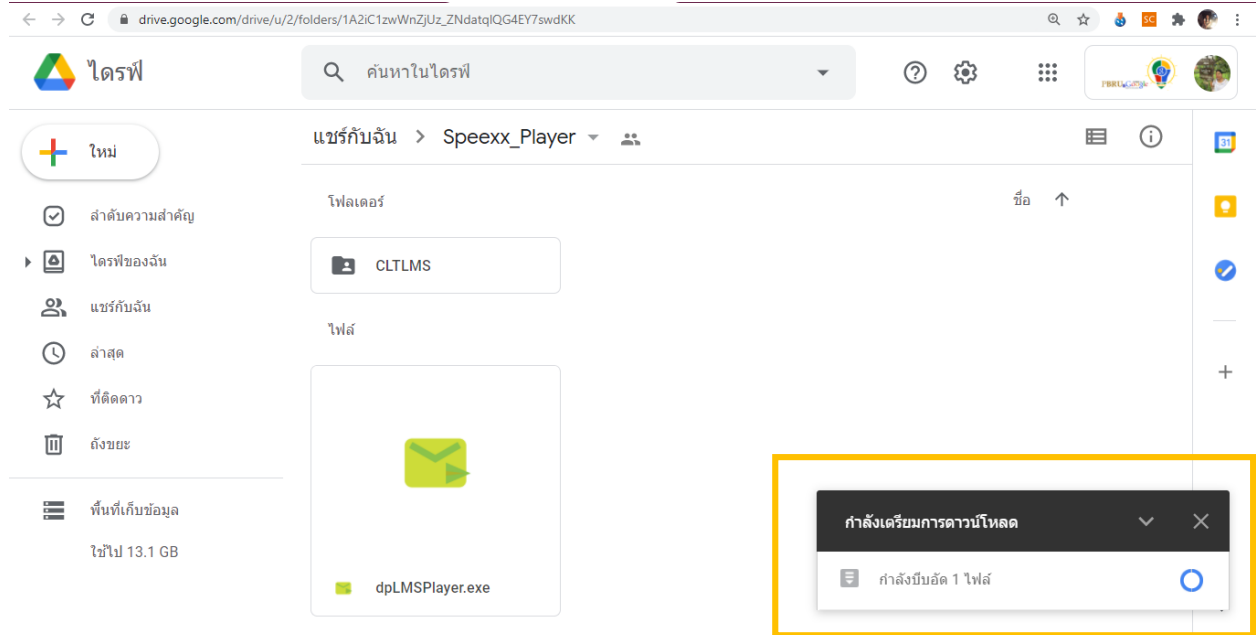 drive.google.com/drive/u/2/folders/1A2iC1zwWnZjUz_ZNdatqlQG4EY7swdKK
SC
ไดรฟ์
ค้นหาในไดรฟ์
PBRU
ใหม่
แชร์กับฉัน > Speexx_Player
31
ลำดับความสำคัญ
ไดรฟ์ของฉัน
แชร์กับฉัน
ล่าสุด
ที่ติดดาว
ถังขยะ
พื้นที่เก็บข้อมูล
ใช้ไป 13.1 GB
โฟลเดอร์
ชื่อ
CLTLMS
ไฟล์
dpLMSPlayer.exe
กำลังเตรียมการดาวน์โหลด
กำลังบีบอัด 1 ไฟล์